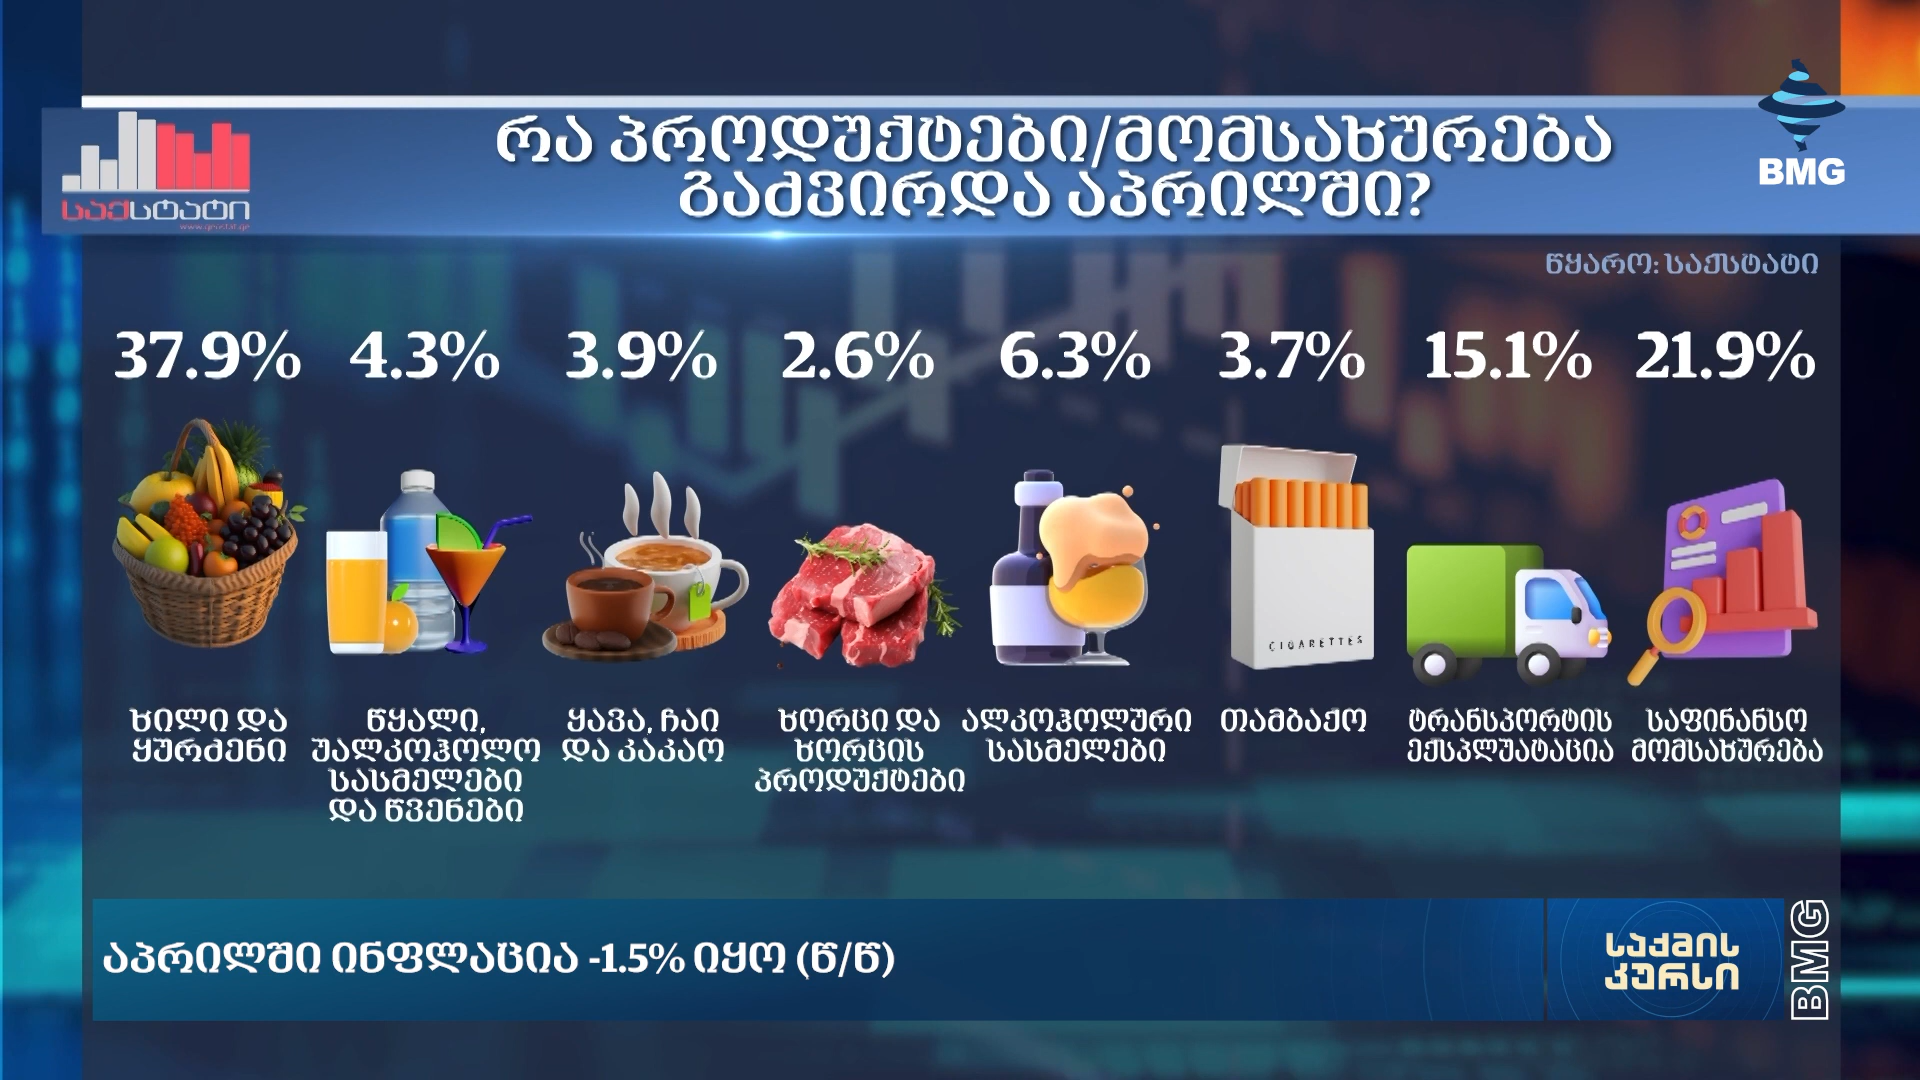 რა პროდუქტები/მომსახურება
გაძვირდა აპრილში?
BMG
საქსტატი
www.geostat.ge
წყარო: საქსტატი
37.9%
4.3%
3.9%
2.6%
6.3%
3.7%
15.1%
21.9%
CIGARETTES
ხილი და
ყურძენი
წყალი,
უალკოჰოლო
სასმელები
და წვენები
ყავა, ჩაი
და კაკაო
ხორცი და
ხორცის
პროდუქტები
ალკოჰოლური
სასმელები
თამბაქო
ტრანსპორტის
ექსპლუატაცია
საფინანსო
მომსახურება
აპრილში ინფლაცია -1.5% იყო (წ/წ)
საქმის
კურსი
BMG